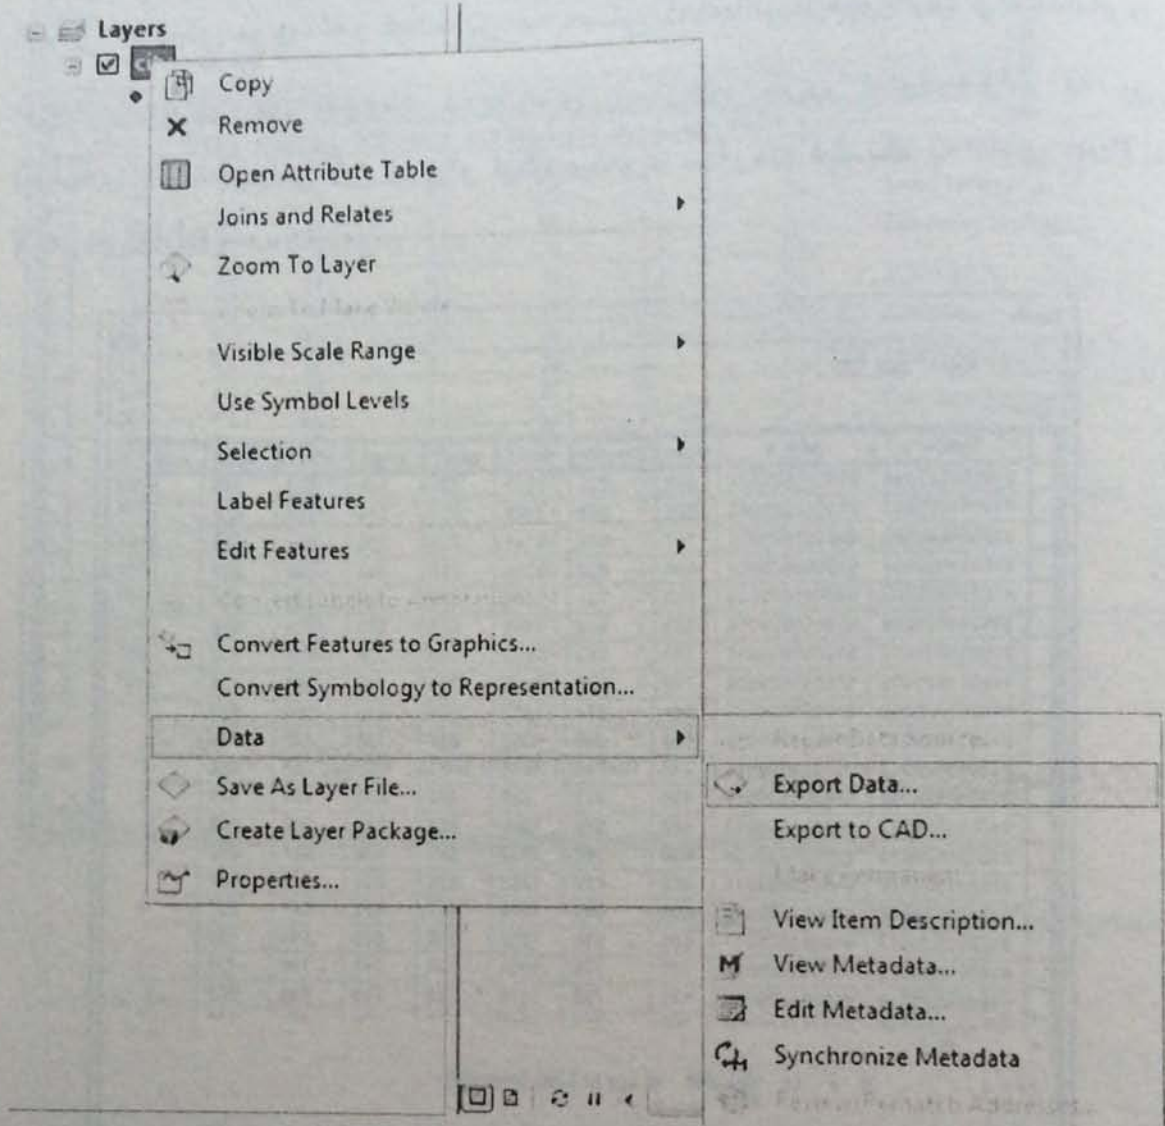 Layers
Copy
Remove
Open Attribute Table
Joins and Relates
Zoom To Layer
Visible Scale Range
Use Symbol Levels
Selection
Label Features
Edit Features
Convert Features to Graphics...
Convert Symbology to Representation...
Data
Save As Layer File...
Create Layer Package...
Properties...
Export Data...
Export to CAD...
View Item Description...
View Metadata...
Edit Metadata...
Synchronize Metadata